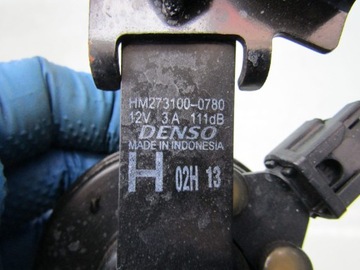 HM273100-0780
12V 3A 111dB
DENSO
MADE IN INDONESIA
H 02H 13